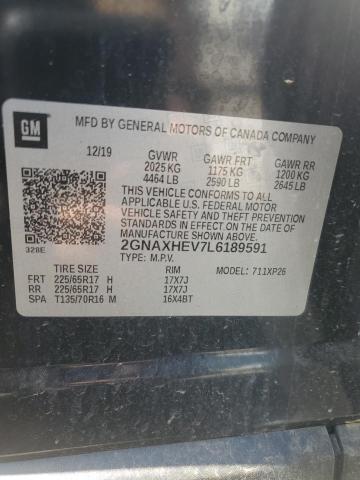 GM
MFD BY GENERAL MOTORS OF CANADA COMPANY
12/19 GVWR GAWR FRT GAWR RR
2025 KG 1175 KG 1200 KG
4464 LB 2590 LB 2645 LB
THIS VEHICLE CONFORMS TO ALL
APPLICABLE U.S. FEDERAL MOTOR
VEHICLE SAFETY AND THEFT PREVENTION
STANDARDS IN EFFECT ON THE DATE OF
MANUFACTURE SHOWN ABOVE.
328E 2GNAXHEV7L6189591
TYPE: M.P.V. MODEL: 711XP26
TIRE SIZE RIM
FRT 225/65R17 H 17X7J
RR 225/65R17 H 17X7J
SPA T135/70R16 M 16X4BT